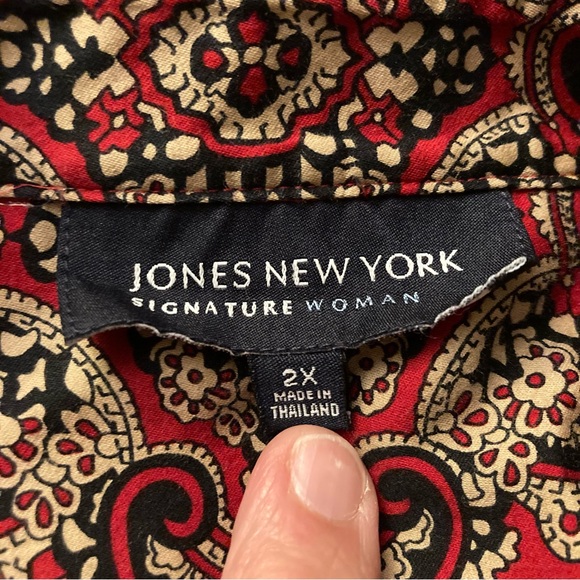 JONES NEW YORK
SIGNATURE WOMAN
2X
MADE IN
THAILAND